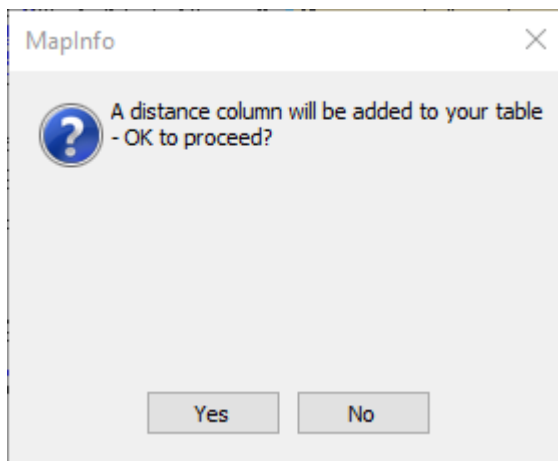 MapInfo
A distance column will be added to your table
- OK to proceed?
Yes
No